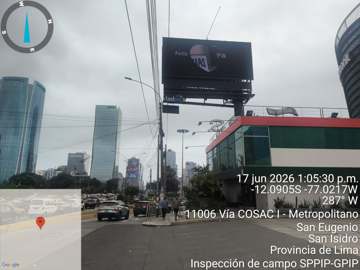 17 jun 2026 1:05:30 p.m.
-12.0905S -77.0217W
287° W
11006 Vía COSAC I - Metropolitano
San Eugenio
San Isidro
Provincia de Lima
Inspección de campo SPPIP-GPIP